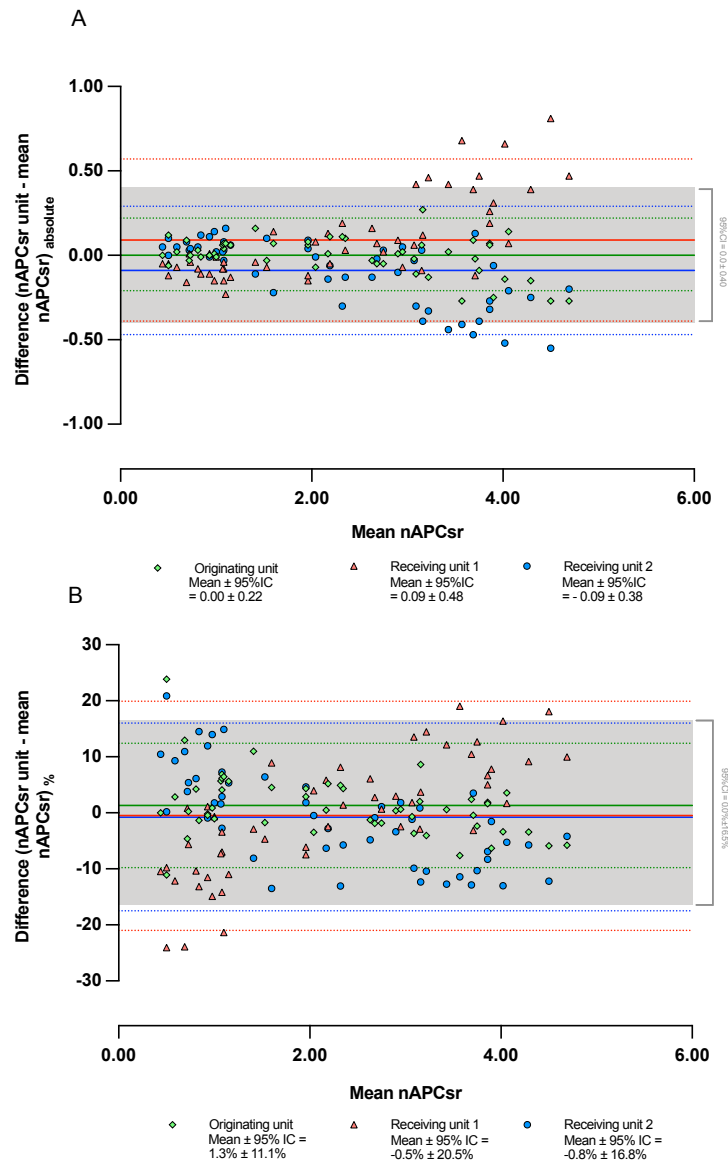 A
1.00
0.50
0.00
-0.50
-1.00
Difference (nAPCsr unit - mean
nAPCsr) absolute
95%CI = 0.0 ± 0.40
0.00
2.00
4.00
6.00
Mean nAPCsr
Originating unit
Mean ± 95%IC
= 0.00 ± 0.22
Receiving unit 1
Mean ± 95%IC
= 0.09 ± 0.48
Receiving unit 2
Mean ± 95%IC
= - 0.09 ± 0.38
B
30
20
10
0
-10
-20
-30
Difference (nAPCsr unit - mean
nAPCsr) %
95%CI = 0.0%±16.5%
0.00
2.00
4.00
6.00
Mean nAPCsr
Originating unit
Mean ± 95% IC =
1.3% ± 11.1%
Receiving unit 1
Mean ± 95% IC =
-0.5% ± 20.5%
Receiving unit 2
Mean ± 95% IC =
-0.8% ± 16.8%